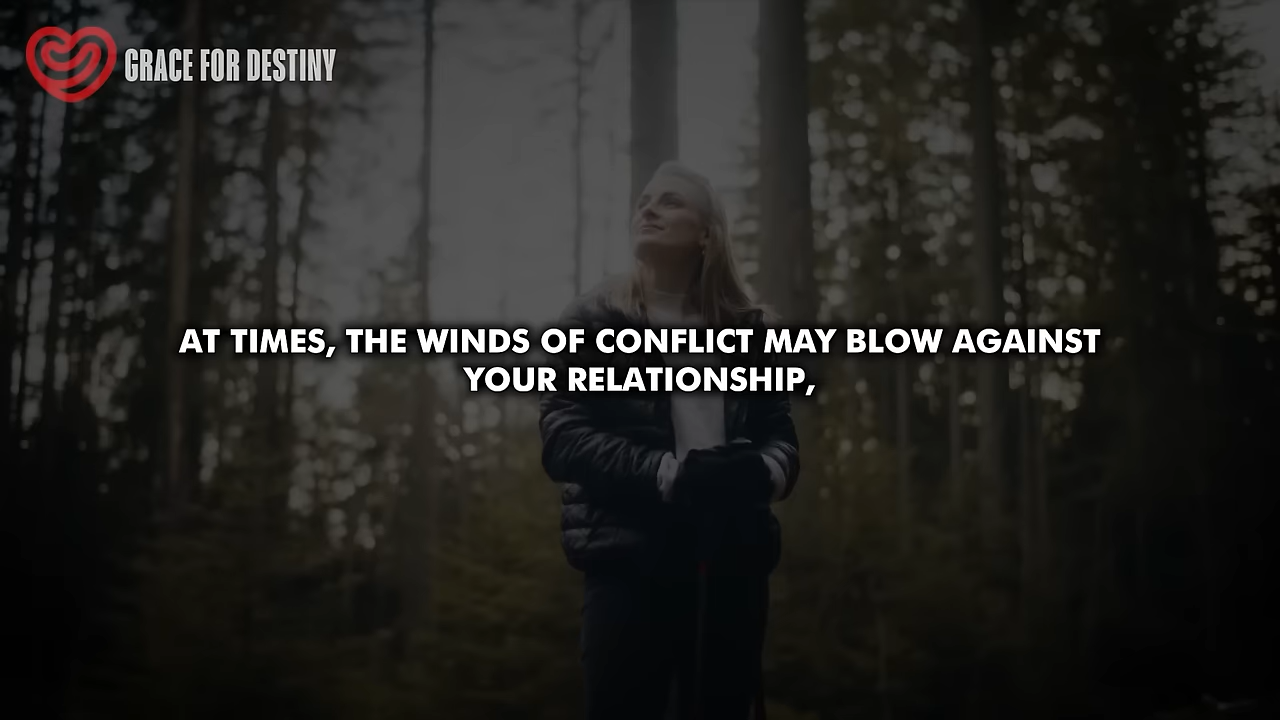 GRACE FOR DESTINY
AT TIMES, THE WINDS OF CONFLICT MAY BLOW AGAINST
YOUR RELATIONSHIP,